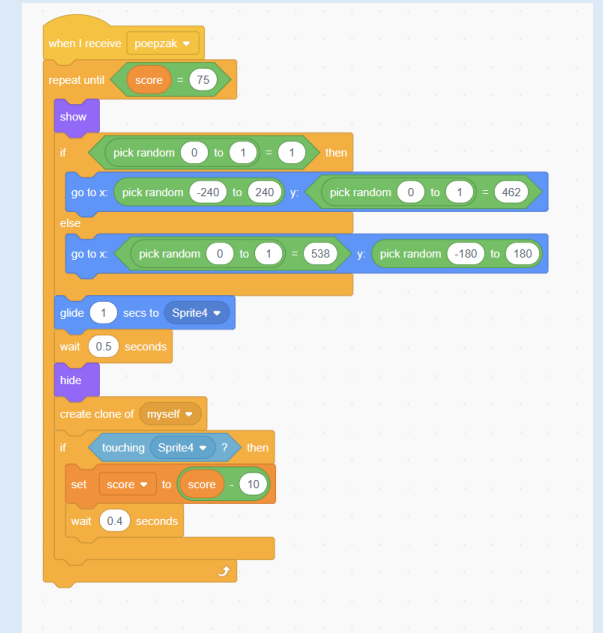 when I receive poepzak
repeat until score = 75
show
if pick random 0 to 1 = 1 then
go to x: pick random -240 to 240 y: pick random 0 to 1 = 462
else
go to x: pick random 0 to 1 = 538 y: pick random -180 to 180
glide 1 secs to Sprite4
wait 0.5 seconds
hide
create clone of myself
if touching Sprite4 ? then
set score to score - 10
wait 0.4 seconds